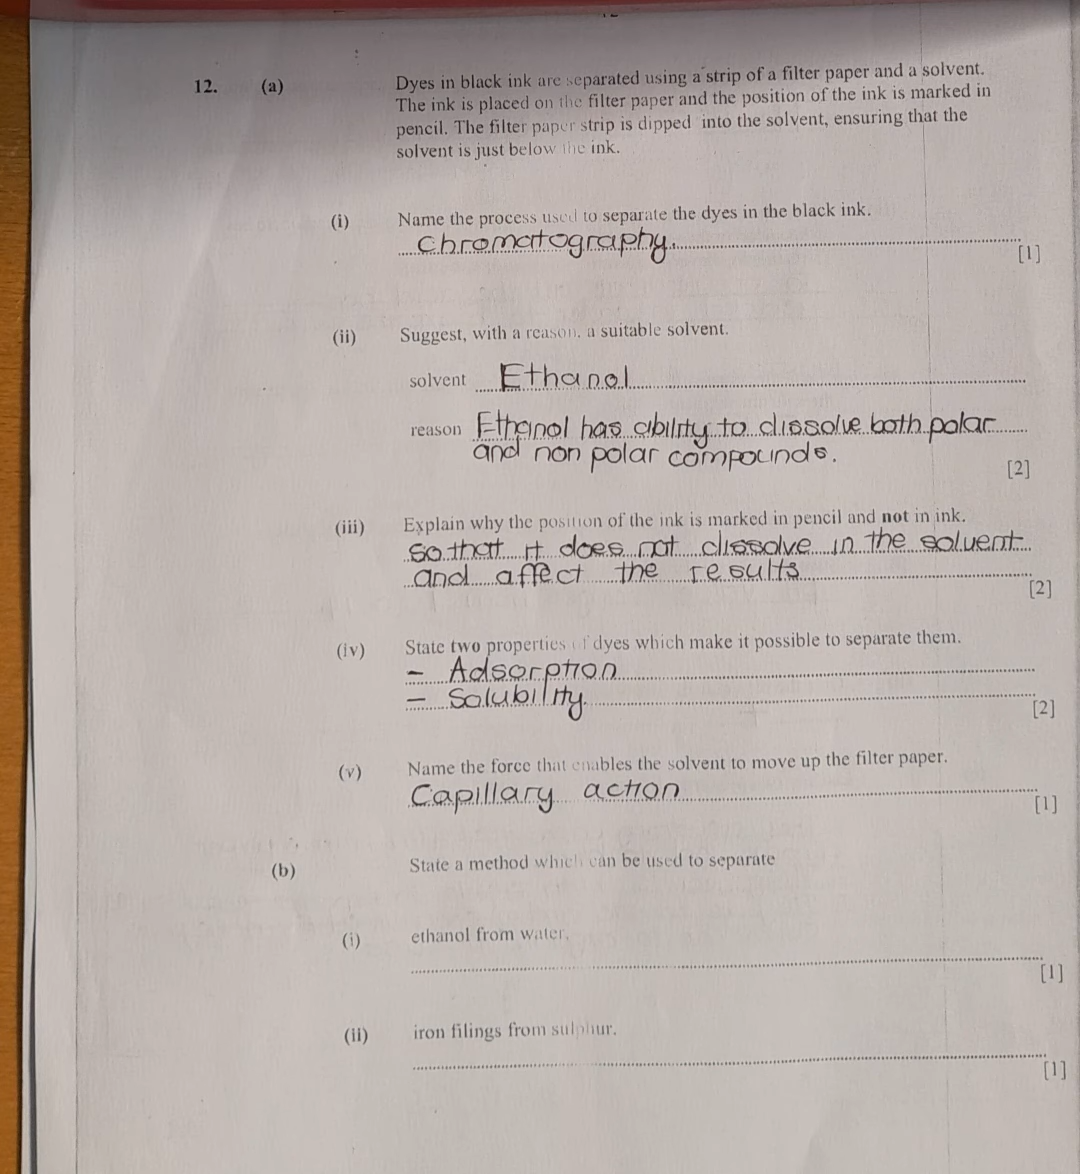 12. (a) Dyes in black ink are separated using a strip of a filter paper and a solvent.
The ink is placed on the filter paper and the position of the ink is marked in
pencil. The filter paper strip is dipped into the solvent, ensuring that the
solvent is just below the ink.
(i) Name the process used to separate the dyes in the black ink.
Chromatography.
[1]
(ii) Suggest, with a reason, a suitable solvent.
solvent Ethanol
reason Ethanol has ability to dissolve both polar
and non polar compounds.
[2]
(iii) Explain why the position of the ink is marked in pencil and not in ink.
So that it does not dissolve in the solvent
and affect the results
[2]
(iv) State two properties of dyes which make it possible to separate them.
- Adsorption
- Solubility.
[2]
(v) Name the force that enables the solvent to move up the filter paper.
Capillary action
[1]
(b) State a method which can be used to separate
(i) ethanol from water.
[1]
(ii) iron filings from sulphur.
[1]